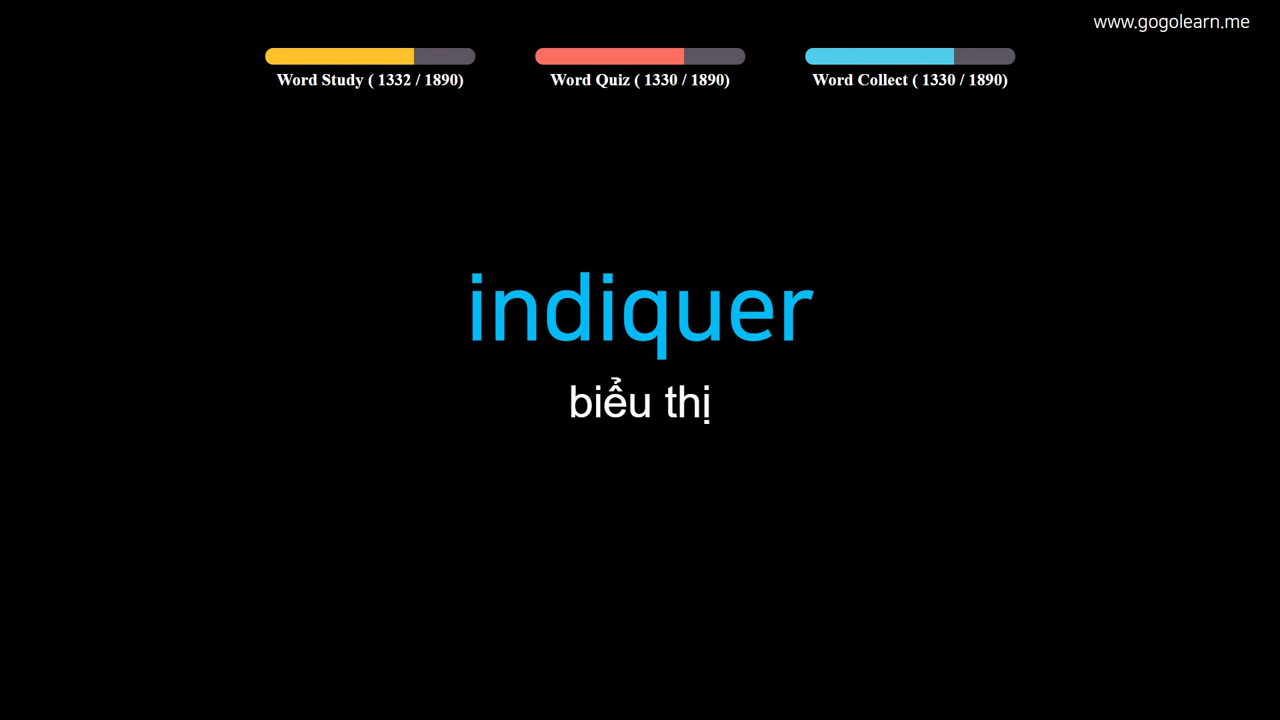 www.gogolearn.me
Word Study ( 1332 / 1890)
Word Quiz ( 1330 / 1890)
Word Collect ( 1330 / 1890)
indiquer
biểu thị